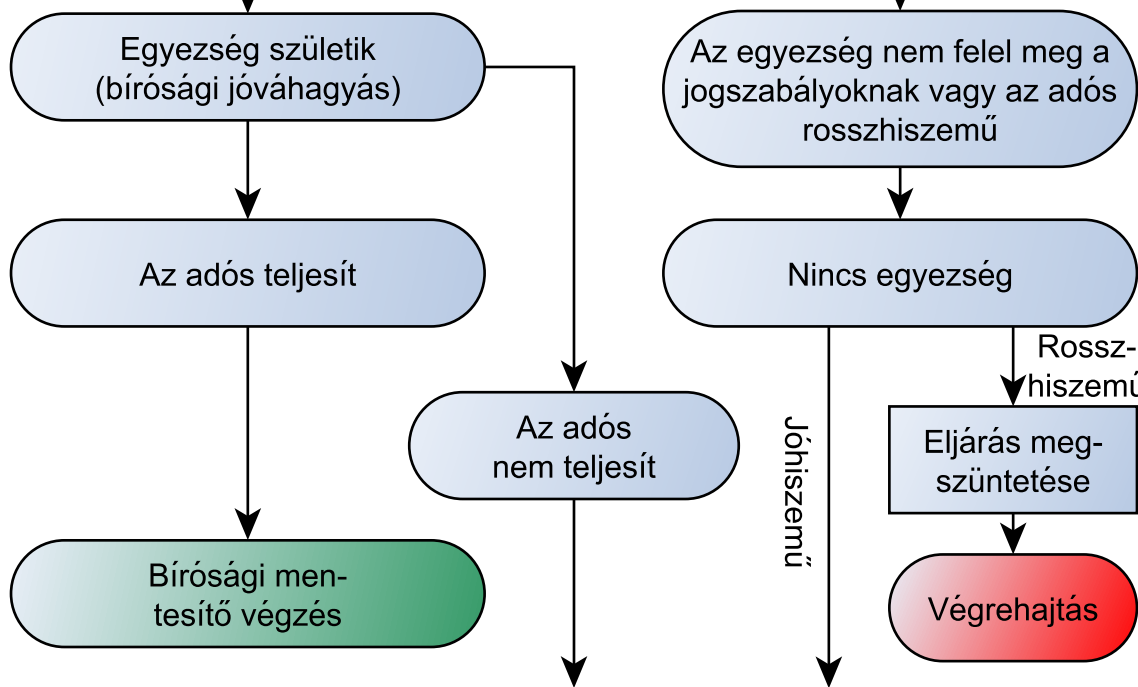 Egyezség születik
(bírósági jóváhagyás)
Az egyezség nem felel meg a
jogszabályoknak vagy az adós
rosszhiszemű
Az adós teljesít
Nincs egyezség
Rossz-
hiszemű
Az adós
nem teljesít
Jóhiszemű
Eljárás meg-
szüntetése
Bírósági men-
tesítő végzés
Végrehajtás